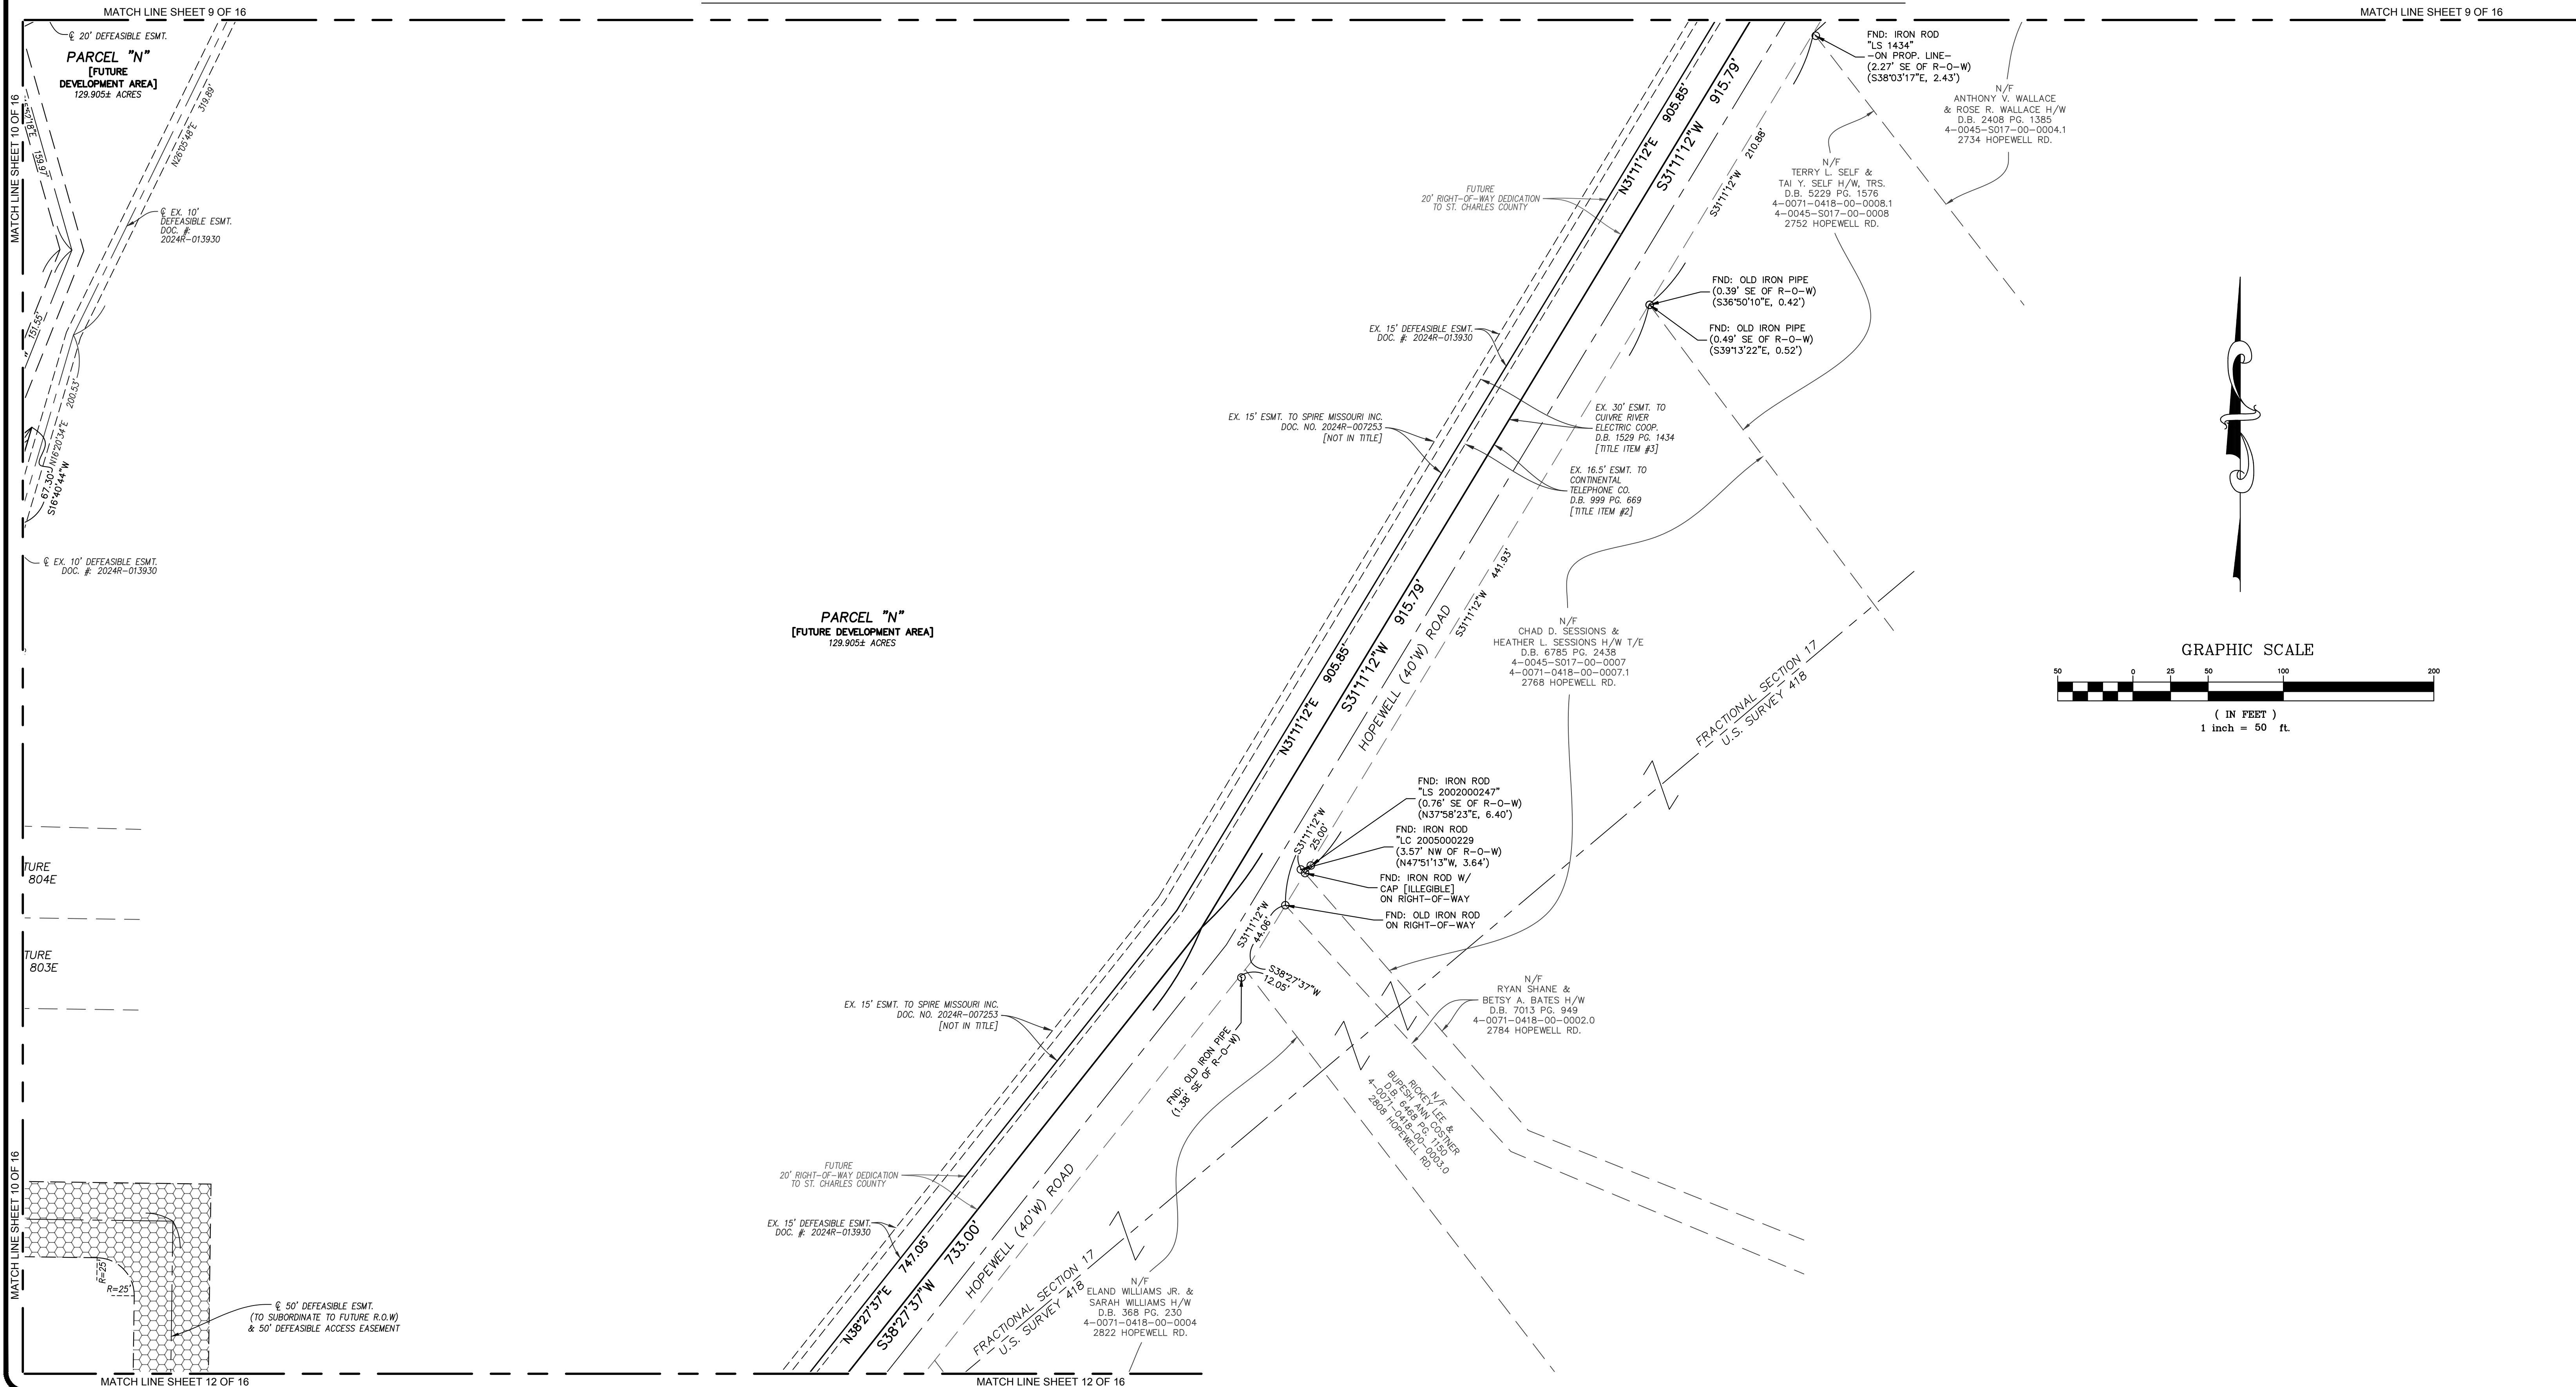 MATCH LINE SHEET 9 OF 16
MATCH LINE SHEET 9 OF 16
℄ 20' DEFEASIBLE ESMT.
PARCEL "N"
[FUTURE
DEVELOPMENT AREA]
129.905± ACRES
MATCH LINE SHEET 10 OF 16
159.97'
N26°05'48"E 319.89'
℄ EX. 10'
DEFEASIBLE ESMT.
DOC. #:
2024R-013930
151.55'
N16°20'34"E 200.53'
67.30'
S16°40'44"W
℄ EX. 10' DEFEASIBLE ESMT.
DOC. #: 2024R-013930
PARCEL "N"
[FUTURE DEVELOPMENT AREA]
129.905± ACRES
TURE
804E
TURE
803E
MATCH LINE SHEET 10 OF 16
R=25'
R=25'
℄ 50' DEFEASIBLE ESMT.
(TO SUBORDINATE TO FUTURE R.O.W)
& 50' DEFEASIBLE ACCESS EASEMENT
MATCH LINE SHEET 12 OF 16
MATCH LINE SHEET 12 OF 16
N31°11'12"E 905.85'
S31°11'12"W 915.79'
S31°11'12"W 210.88'
FUTURE
20' RIGHT-OF-WAY DEDICATION
TO ST. CHARLES COUNTY
EX. 15' DEFEASIBLE ESMT.
DOC. #: 2024R-013930
EX. 15' ESMT. TO SPIRE MISSOURI INC.
DOC. NO. 2024R-007253
[NOT IN TITLE]
FND: IRON ROD
"LS 1434"
-ON PROP. LINE-
(2.27' SE OF R-O-W)
(S38°03'17"E, 2.43')
N/F
ANTHONY V. WALLACE
& ROSE R. WALLACE H/W
D.B. 2408 PG. 1385
4-0045-S017-00-0004.1
2734 HOPEWELL RD.
N/F
TERRY L. SELF &
TAI Y. SELF H/W, TRS.
D.B. 5229 PG. 1576
4-0071-0418-00-0008.1
4-0045-S017-00-0008
2752 HOPEWELL RD.
FND: OLD IRON PIPE
(0.39' SE OF R-O-W)
(S36°50'10"E, 0.42')
FND: OLD IRON PIPE
(0.49' SE OF R-O-W)
(S39°13'22"E, 0.52')
EX. 30' ESMT. TO
CUIVRE RIVER
ELECTRIC COOP.
D.B. 1529 PG. 1434
[TITLE ITEM #3]
EX. 16.5' ESMT. TO
CONTINENTAL
TELEPHONE CO.
D.B. 999 PG. 669
[TITLE ITEM #2]
S31°11'12"W 441.93'
N31°11'12"E 905.85'
S31°11'12"W 915.79'
HOPEWELL (40'W) ROAD
N/F
CHAD D. SESSIONS &
HEATHER L. SESSIONS H/W T/E
D.B. 6785 PG. 2438
4-0045-S017-00-0007
4-0071-0418-00-0007.1
2768 HOPEWELL RD.
FRACTIONAL SECTION 17
U.S. SURVEY 418
GRAPHIC SCALE
50 0 25 50 100 200
( IN FEET )
1 inch = 50 ft.
FND: IRON ROD
"LS 2002000247"
(0.76' SE OF R-O-W)
(N37°58'23"E, 6.40')
FND: IRON ROD
"LC 2005000229
(3.57' NW OF R-O-W)
(N47°51'13"W, 3.64')
FND: IRON ROD W/
CAP [ILLEGIBLE]
ON RIGHT-OF-WAY
FND: OLD IRON ROD
ON RIGHT-OF-WAY
S31°11'12"W
25.00'
S31°11'12"W
44.06'
S38°27'37"W
12.05'
FND: OLD IRON PIPE
(1.38' SE OF R-O-W)
N/F
RYAN SHANE &
BETSY A. BATES H/W
D.B. 7013 PG. 949
4-0071-0418-00-0002.0
2784 HOPEWELL RD.
N/F
RICKEY LEE &
BUPESH ANN COSTNER
D.B. 6468 PG. 1150
4-0071-0418-00-0003.0
2808 HOPEWELL RD.
EX. 15' ESMT. TO SPIRE MISSOURI INC.
DOC. NO. 2024R-007253
[NOT IN TITLE]
FUTURE
20' RIGHT-OF-WAY DEDICATION
TO ST. CHARLES COUNTY
EX. 15' DEFEASIBLE ESMT.
DOC. #: 2024R-013930
N38°27'37"E 747.05'
S38°27'37"W 733.00'
HOPEWELL (40'W) ROAD
FRACTIONAL SECTION 17
U.S. SURVEY 418
N/F
ELAND WILLIAMS JR. &
SARAH WILLIAMS H/W
D.B. 368 PG. 230
4-0071-0418-00-0004
2822 HOPEWELL RD.